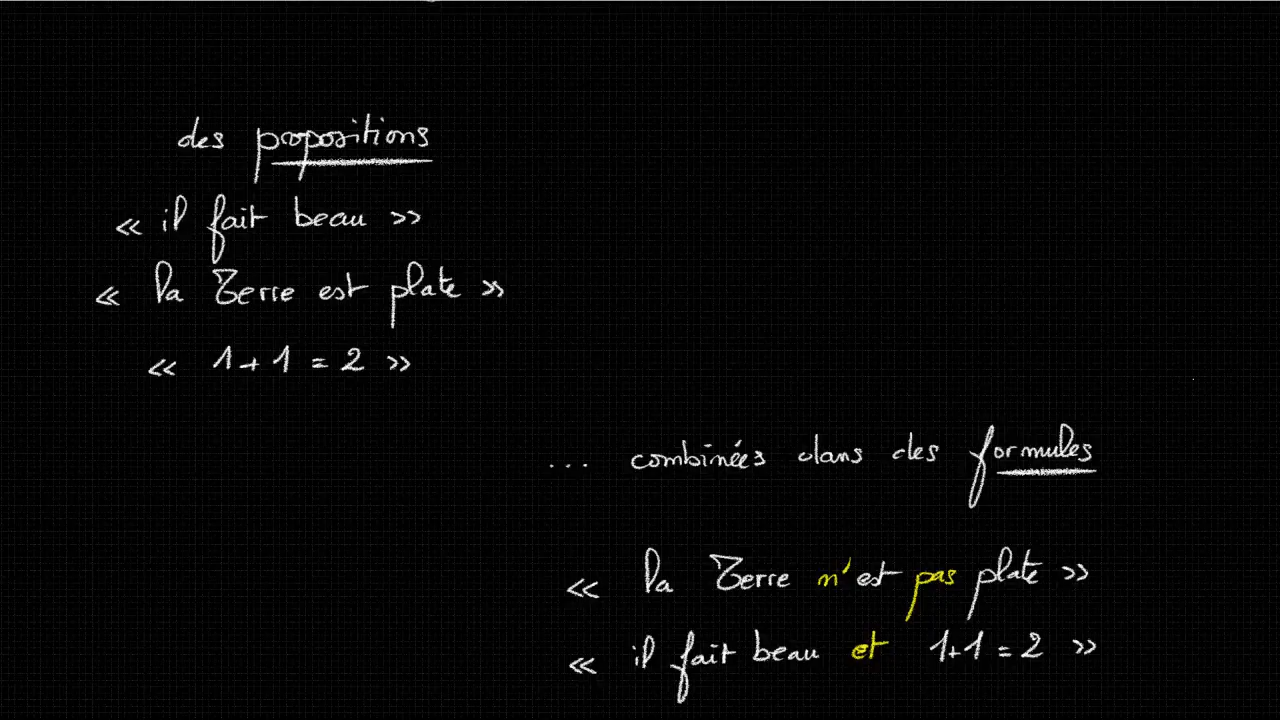 des propositions
« il fait beau »
« la Terre est plate »
« 1+1 = 2 »
... combinées dans des formules
« la Terre n'est pas plate »
« il fait beau et 1+1 = 2 »